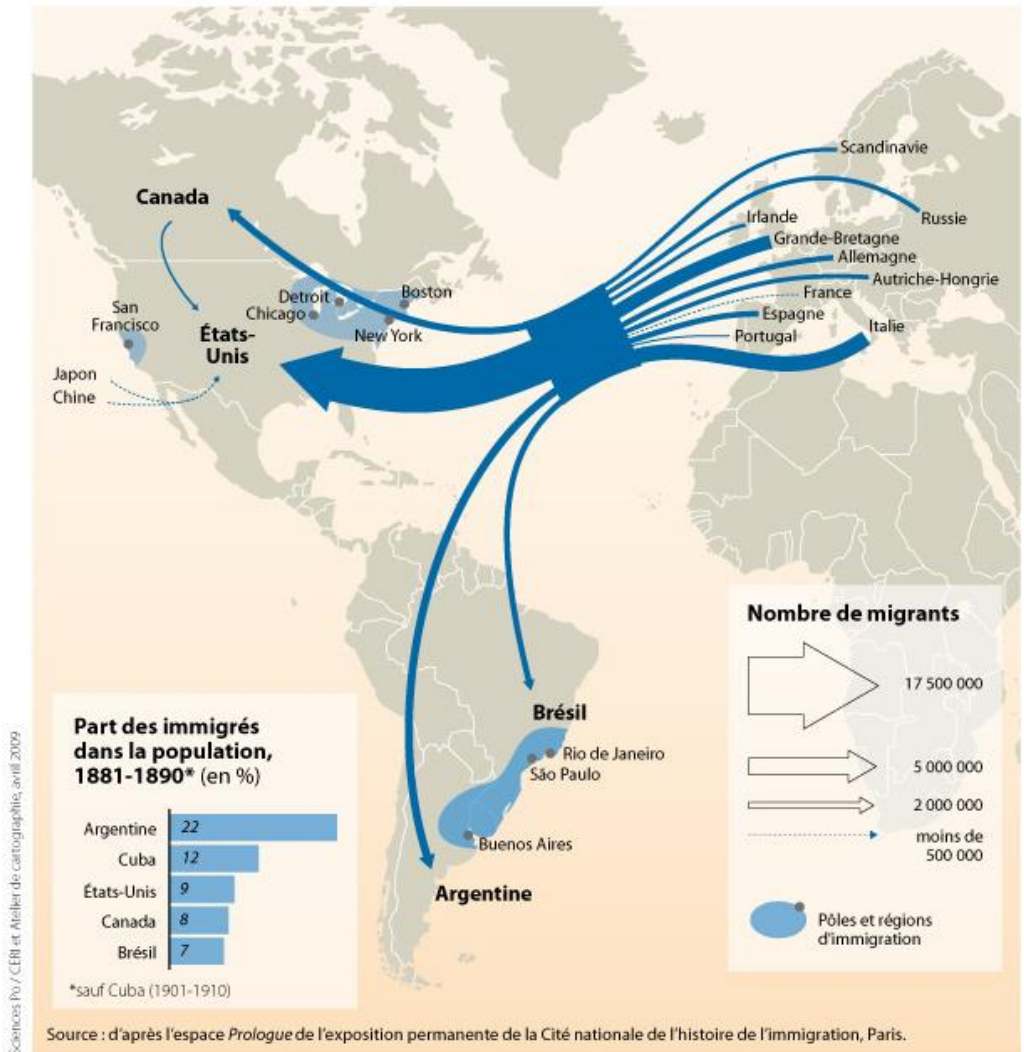 Scandinavie
Canada
Irlande
Russie
Grande-Bretagne
Allemagne
Autriche-Hongrie
Detroit
Boston
France
San
Francisco
Chicago
Espagne
New York
Italie
États-
Unis
Portugal
Japon
Chine
Nombre de migrants
17 500 000
5 000 000
2 000 000
moins de
500 000
Pôles et régions
d'immigration
Brésil
Rio de Janeiro
São Paulo
Buenos Aires
Argentine
Part des immigrés
dans la population,
1881-1890* (en %)
Argentine 22
Cuba 12
États-Unis 9
Canada 8
Brésil 7
*sauf Cuba (1901-1910)
Source : d'après l'espace Prologue de l'exposition permanente de la Cité nationale de l'histoire de l'immigration, Paris.
Sciences Po / CERI et Atelier de cartographie, avril 2009